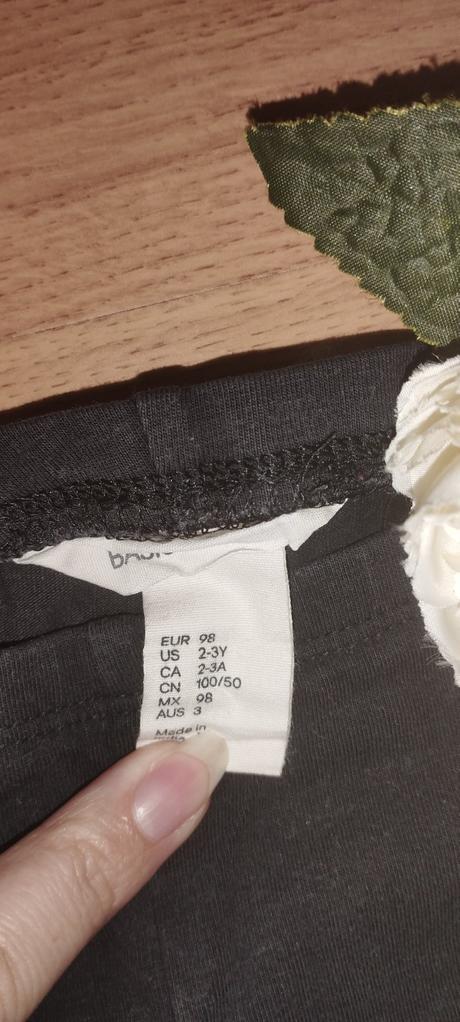 EUR 98
US 2-3Y
CA 2-3A
CN 100/50
MX 98
AUS 3
Made in